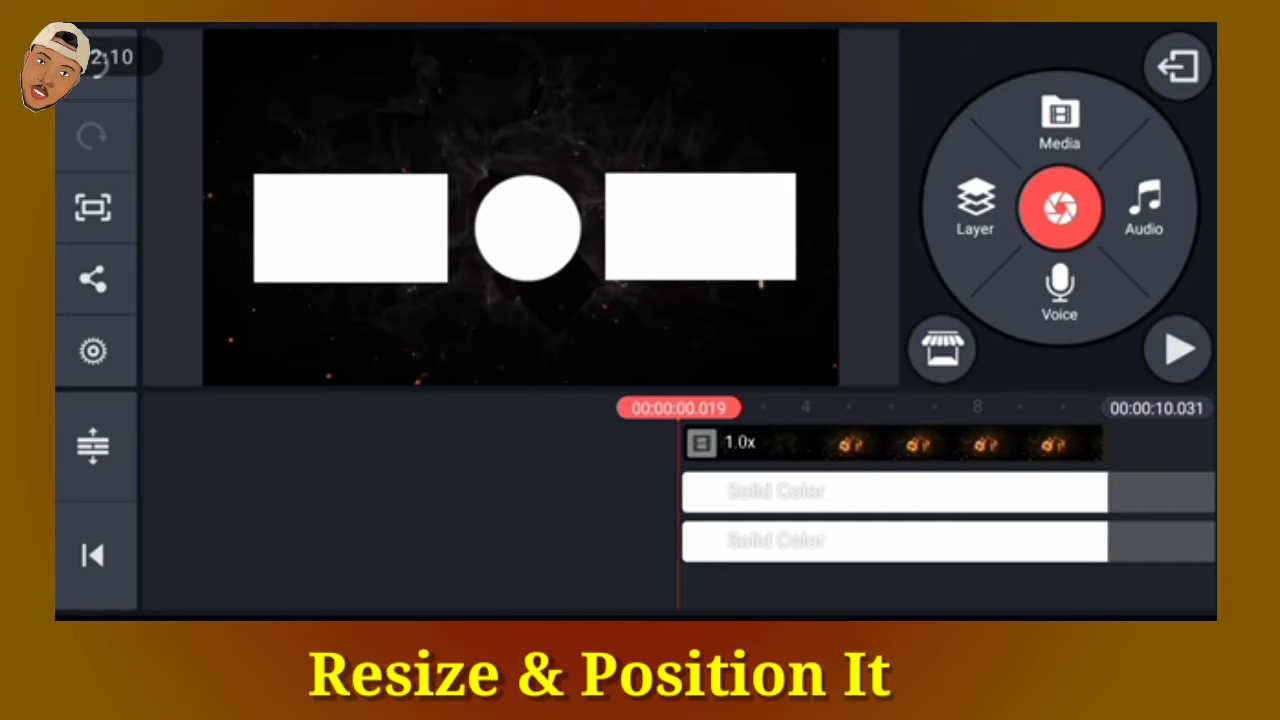 2:10
Media
Layer
Audio
Voice
00:00:00.019
4
8
00:00:10.031
1.0x
Solid Color
Solid Color
Resize & Position It